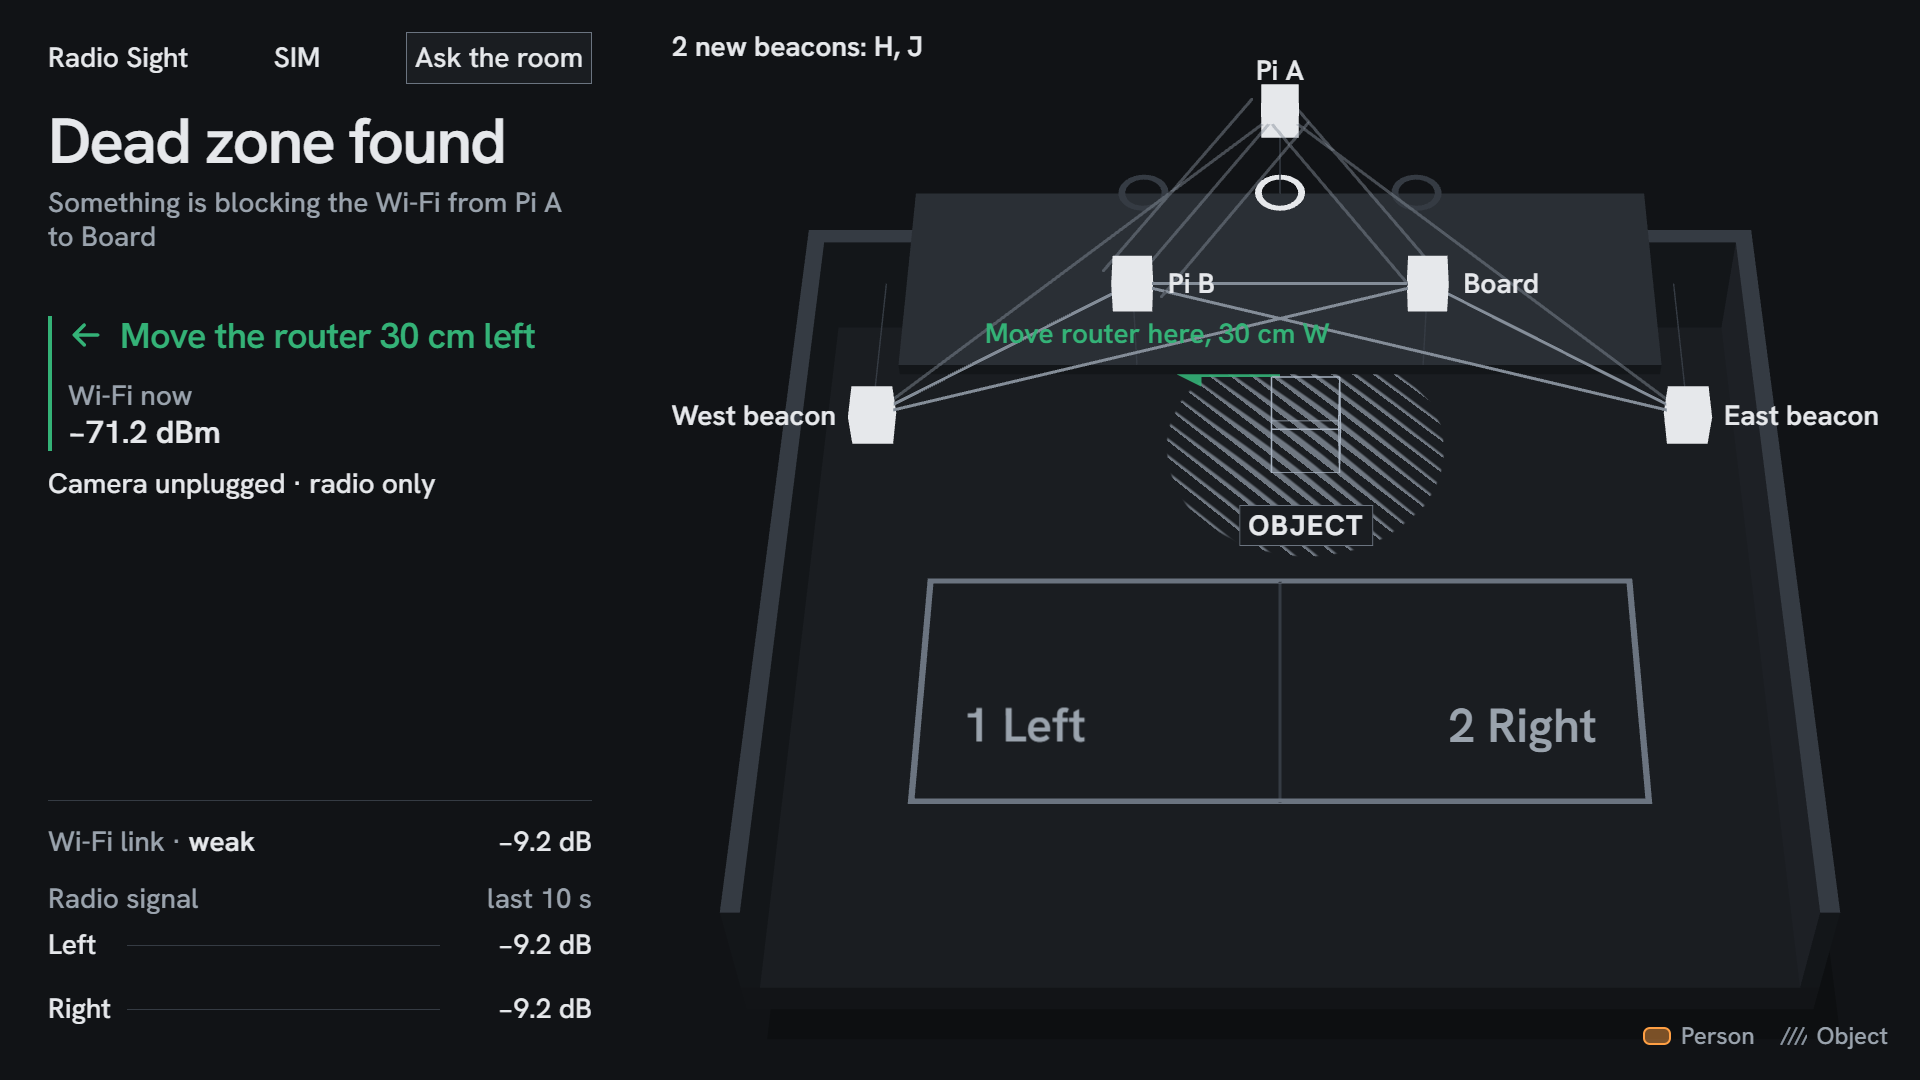 Radio Sight
SIM
Ask the room
Dead zone found
Something is blocking the Wi-Fi from Pi A
to Board
← Move the router 30 cm left
Wi-Fi now
−71.2 dBm
Camera unplugged · radio only
Wi-Fi link · weak −9.2 dB
Radio signal last 10 s
Left −9.2 dB
Right −9.2 dB
2 new beacons: H, J
Pi A
Pi B
Board
Move router here, 30 cm W
West beacon
East beacon
OBJECT
1 Left
2 Right
Person
Object